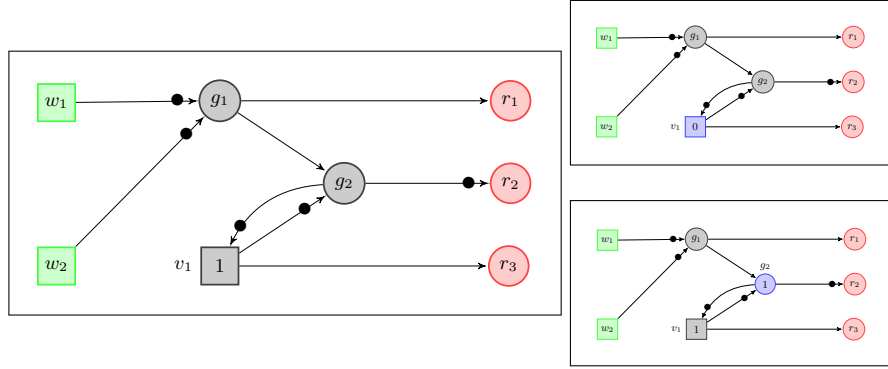 w₁ g₁ r₁
g₂ r₂
w₂ v₁ 1 r₃
w₁ g₁ r₁
g₂ r₂
w₂ v₁ 0 r₃
w₁ g₁ r₁
g₂
1 r₂
w₂ v₁ 1 r₃